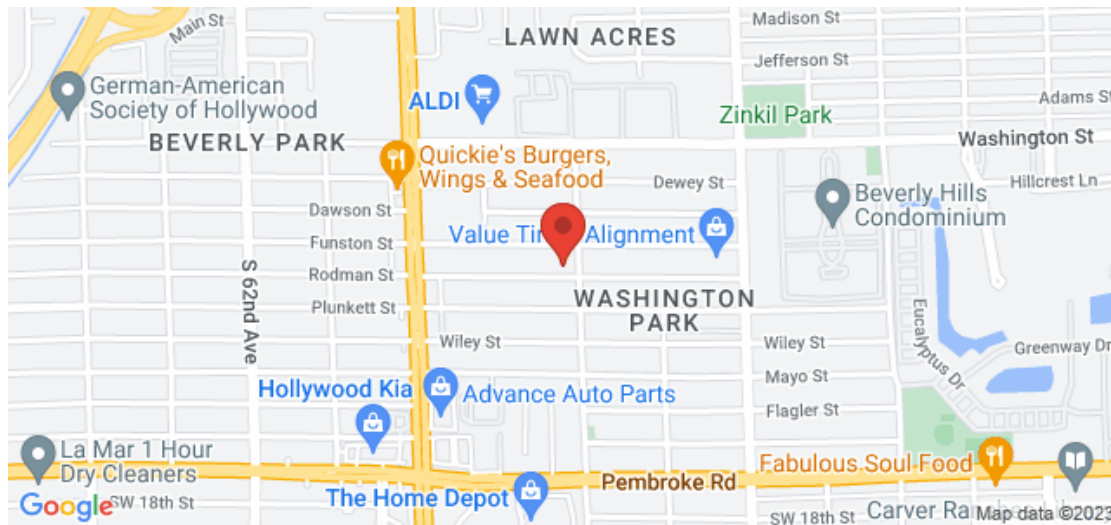 Main St
LAWN ACRES
Madison St
Jefferson St
German-American
Society of Hollywood
ALDI
Zinkil Park
Adams St
BEVERLY PARK
Washington St
Quickie's Burgers,
Wings & Seafood
Dewey St
Hillcrest Ln
Beverly Hills
Condominium
Dawson St
Funston St
Value Tire Alignment
Rodman St
S 62nd Ave
WASHINGTON
PARK
Plunkett St
Eucalyptus Dr
Wiley St
Wiley St
Greenway Dr
Mayo St
Hollywood Kia
Advance Auto Parts
Flagler St
La Mar 1 Hour
Dry Cleaners
Fabulous Soul Food
Pembroke Rd
The Home Depot
Google
SW 18th St
SW 18th St
Carver Ran
Map data ©2023